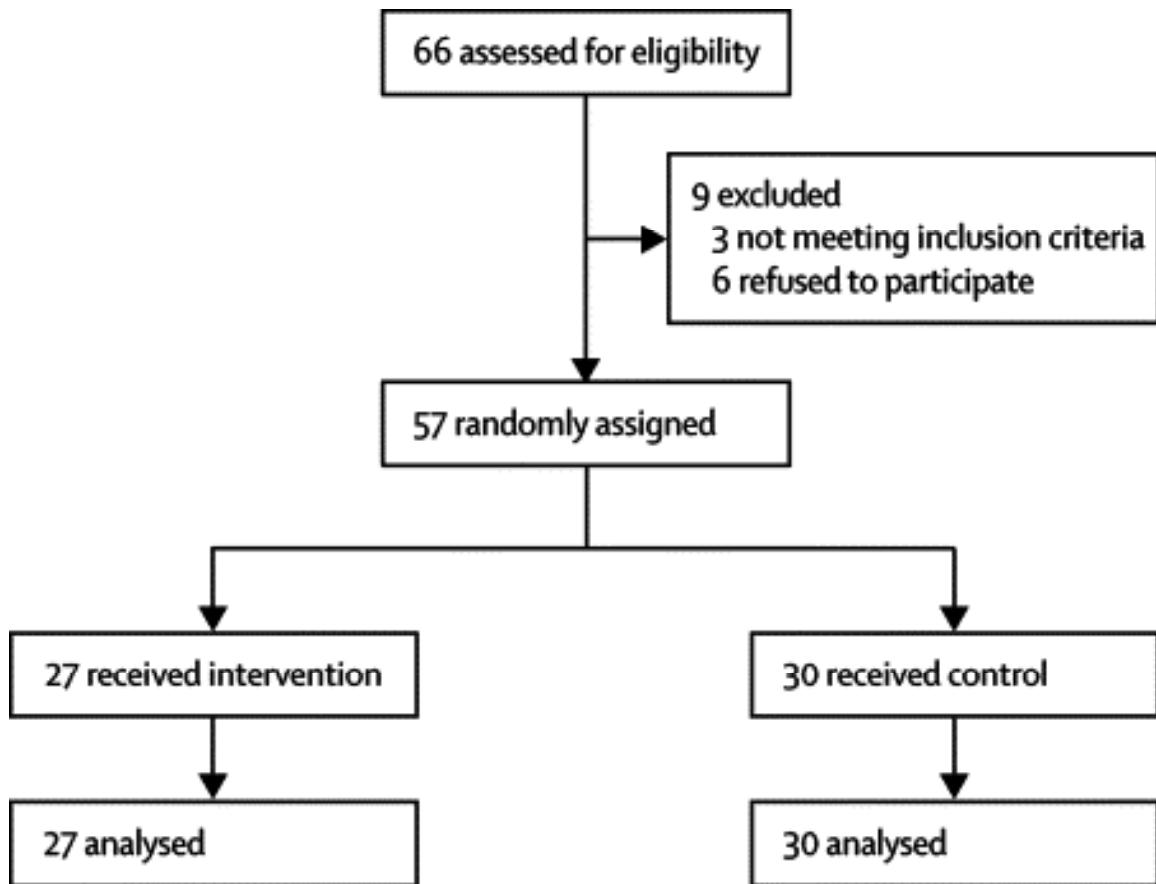 66 assessed for eligibility
9 excluded
3 not meeting inclusion criteria
6 refused to participate
57 randomly assigned
27 received intervention
30 received control
27 analysed
30 analysed